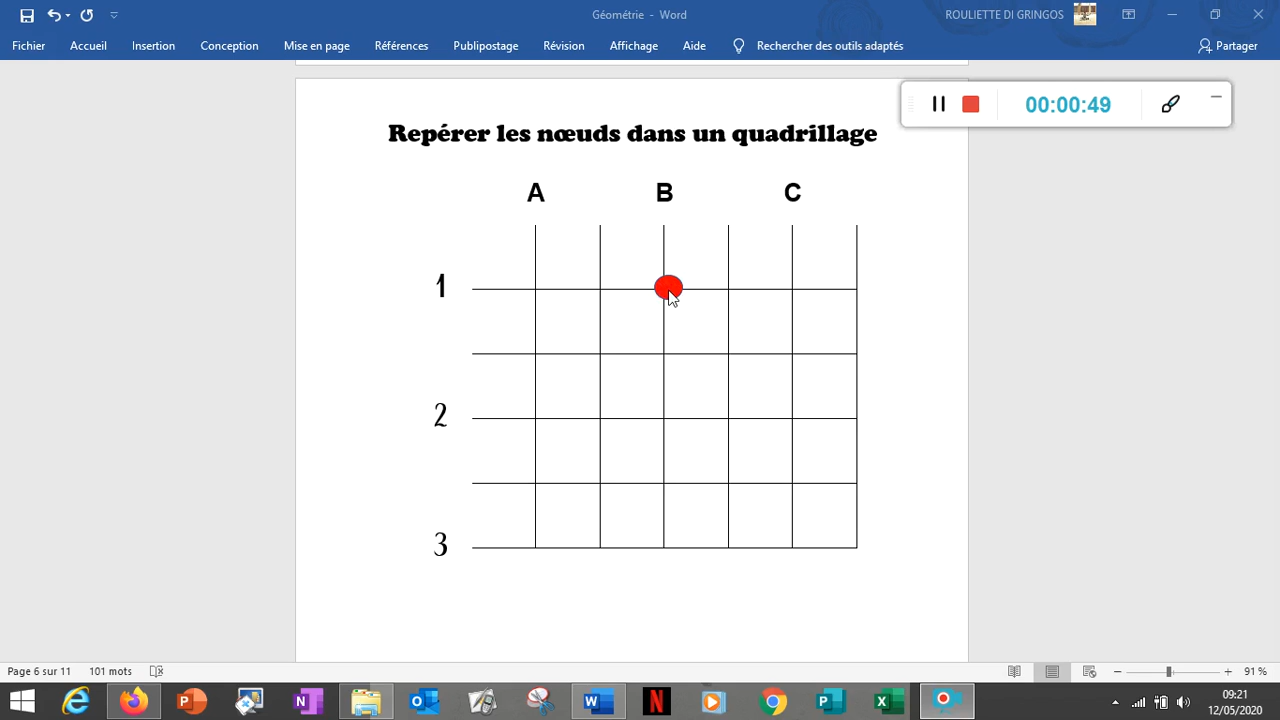 Géométrie - Word
ROULIETTE DI GRINGOS
Fichier Accueil Insertion Conception Mise en page Références Publipostage Révision Affichage Aide Rechercher des outils adaptés Partager
00:00:49
Repérer les nœuds dans un quadrillage
A B C
1
2
3
Page 6 sur 11 101 mots 91 %
09:21
12/05/2020